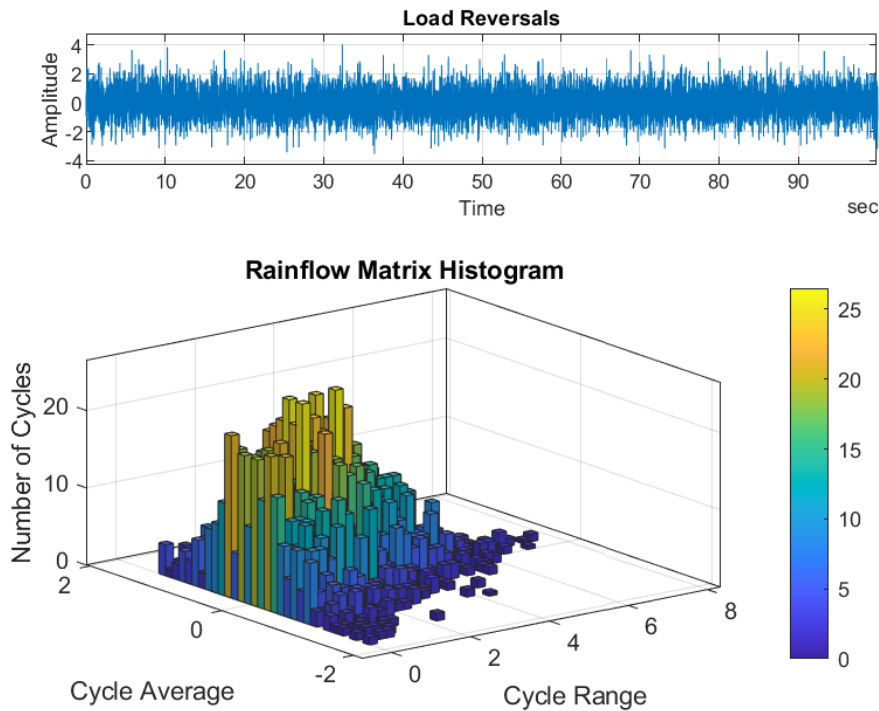 Load Reversals
Amplitude
4
2
0
-2
-4
0 10 20 30 40 50 60 70 80 90
Time
sec
Rainflow Matrix Histogram
Number of Cycles
20
10
0
2
0
-2
Cycle Average
0 2 4 6 8
Cycle Range
25
20
15
10
5
0